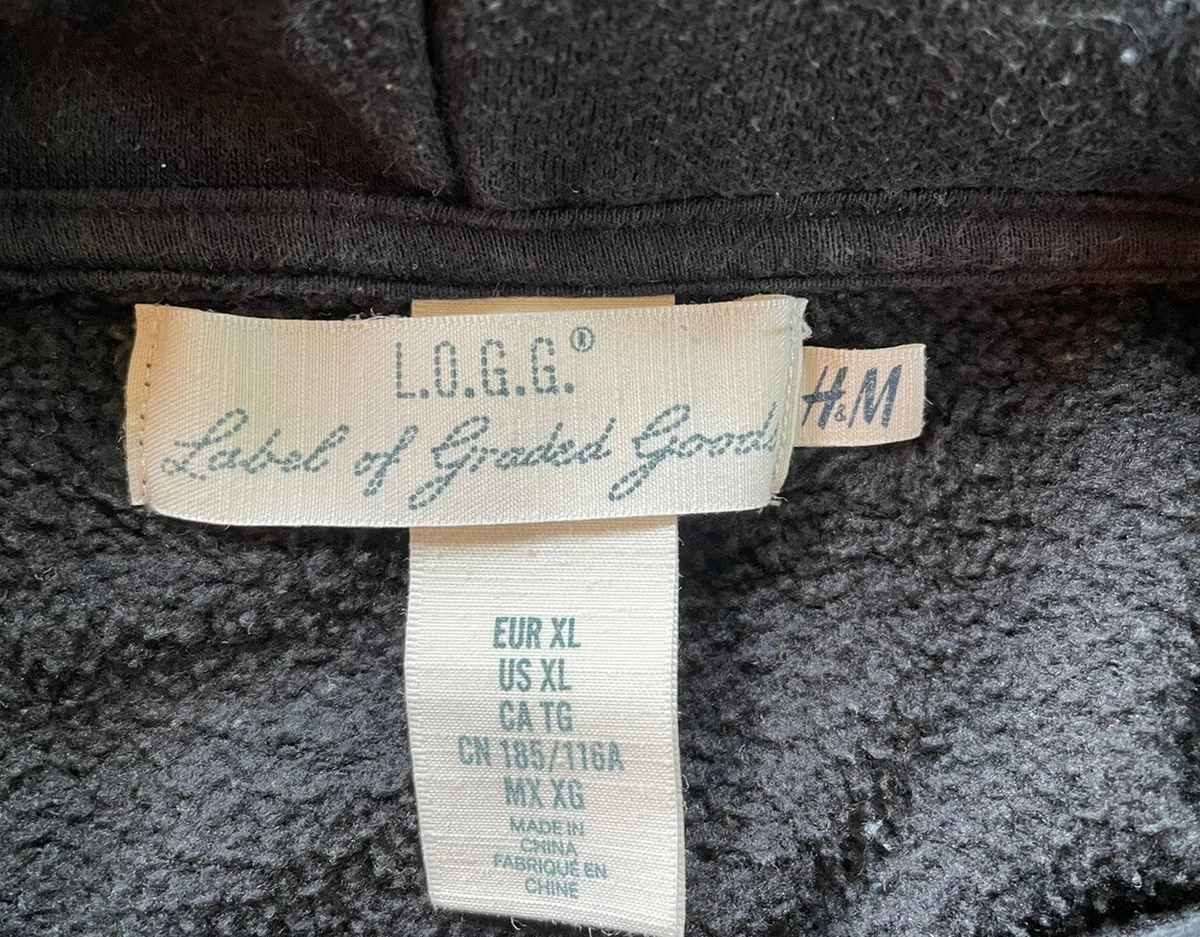 L.O.G.G.®
Label of Graded Goods
H&M
EUR XL
US XL
CA TG
CN 185/116A
MX XG
MADE IN
CHINA
FABRIQUÉ EN
CHINE